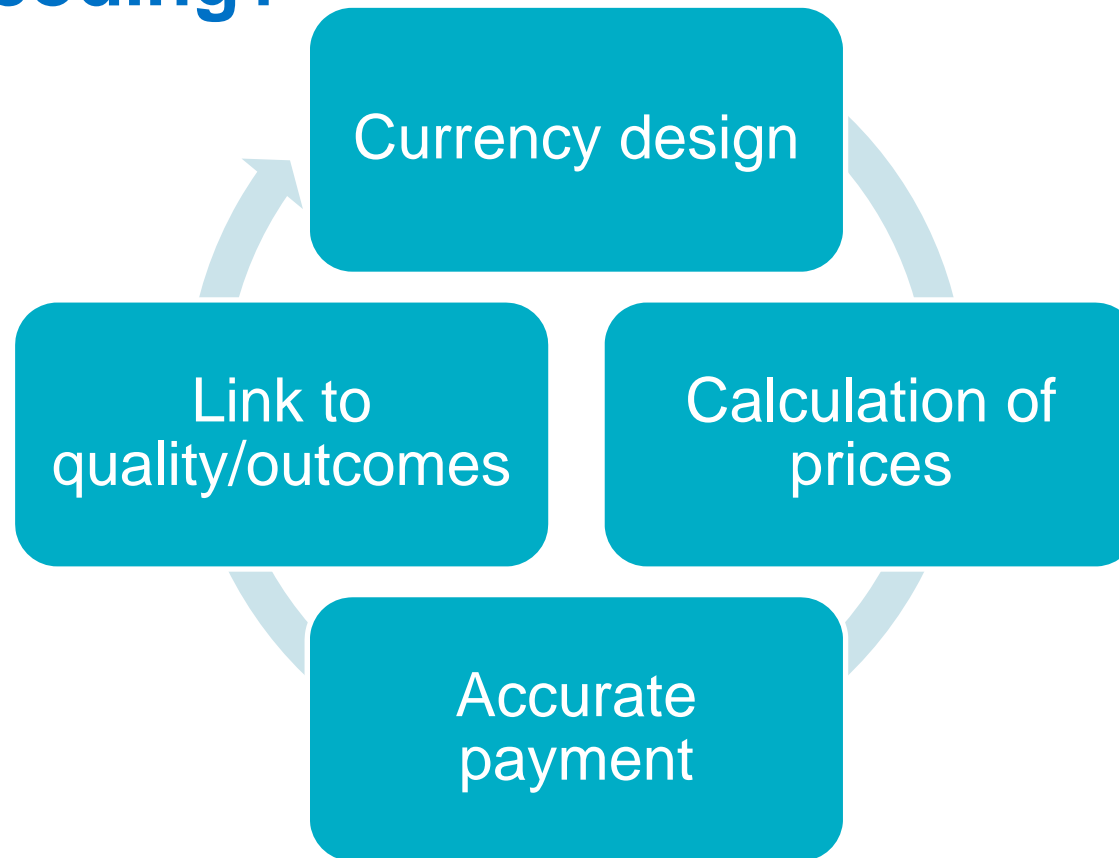 Currency design
Link to
quality/outcomes
Calculation of
prices
Accurate
payment